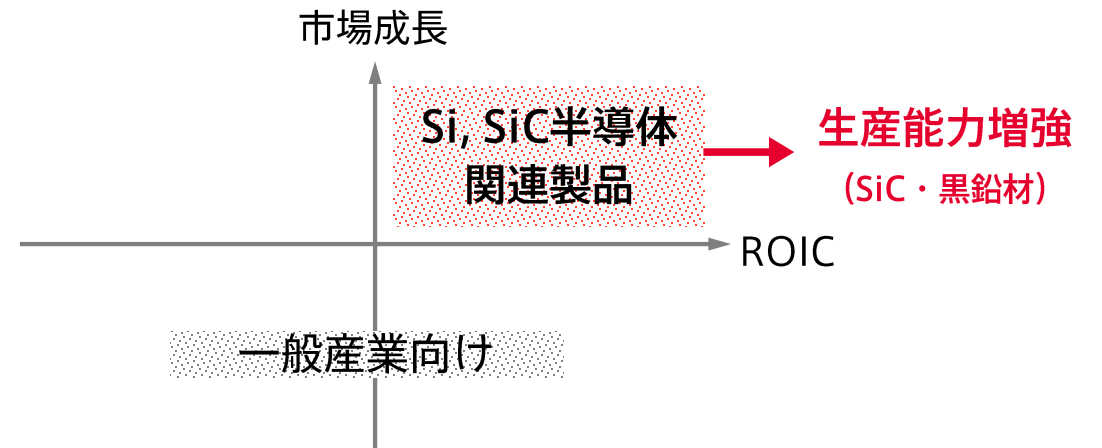 市場成長
Si, SiC半導体
関連製品
生産能力増強
(SiC・黒鉛材)
ROIC
一般産業向け